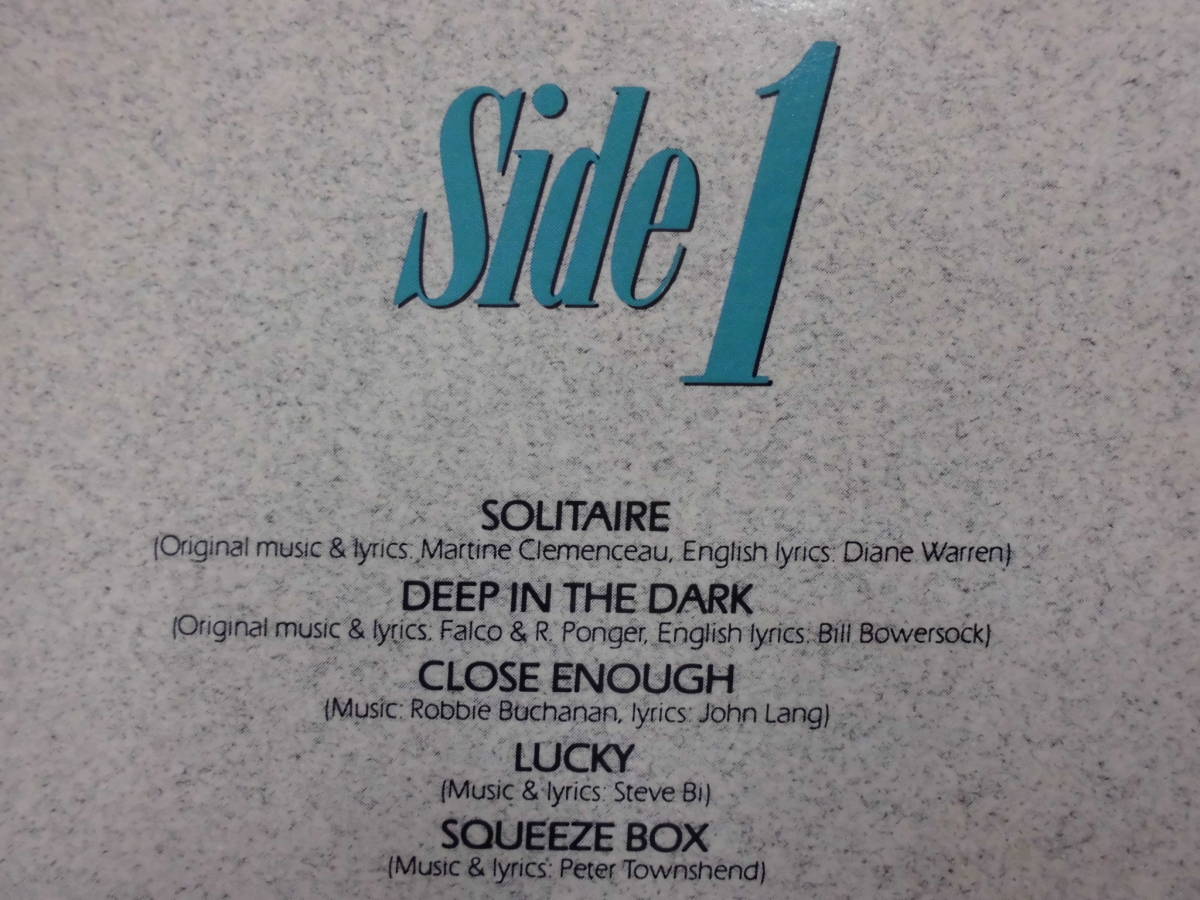 Side 1
SOLITAIRE
(Original music & lyrics: Martine Clemenceau, English lyrics: Diane Warren)
DEEP IN THE DARK
(Original music & lyrics: Falco & R. Ponger, English lyrics: Bill Bowersock)
CLOSE ENOUGH
(Music: Robbie Buchanan, lyrics: John Lang)
LUCKY
(Music & lyrics: Steve Bi)
SQUEEZE BOX
(Music & lyrics: Peter Townshend)